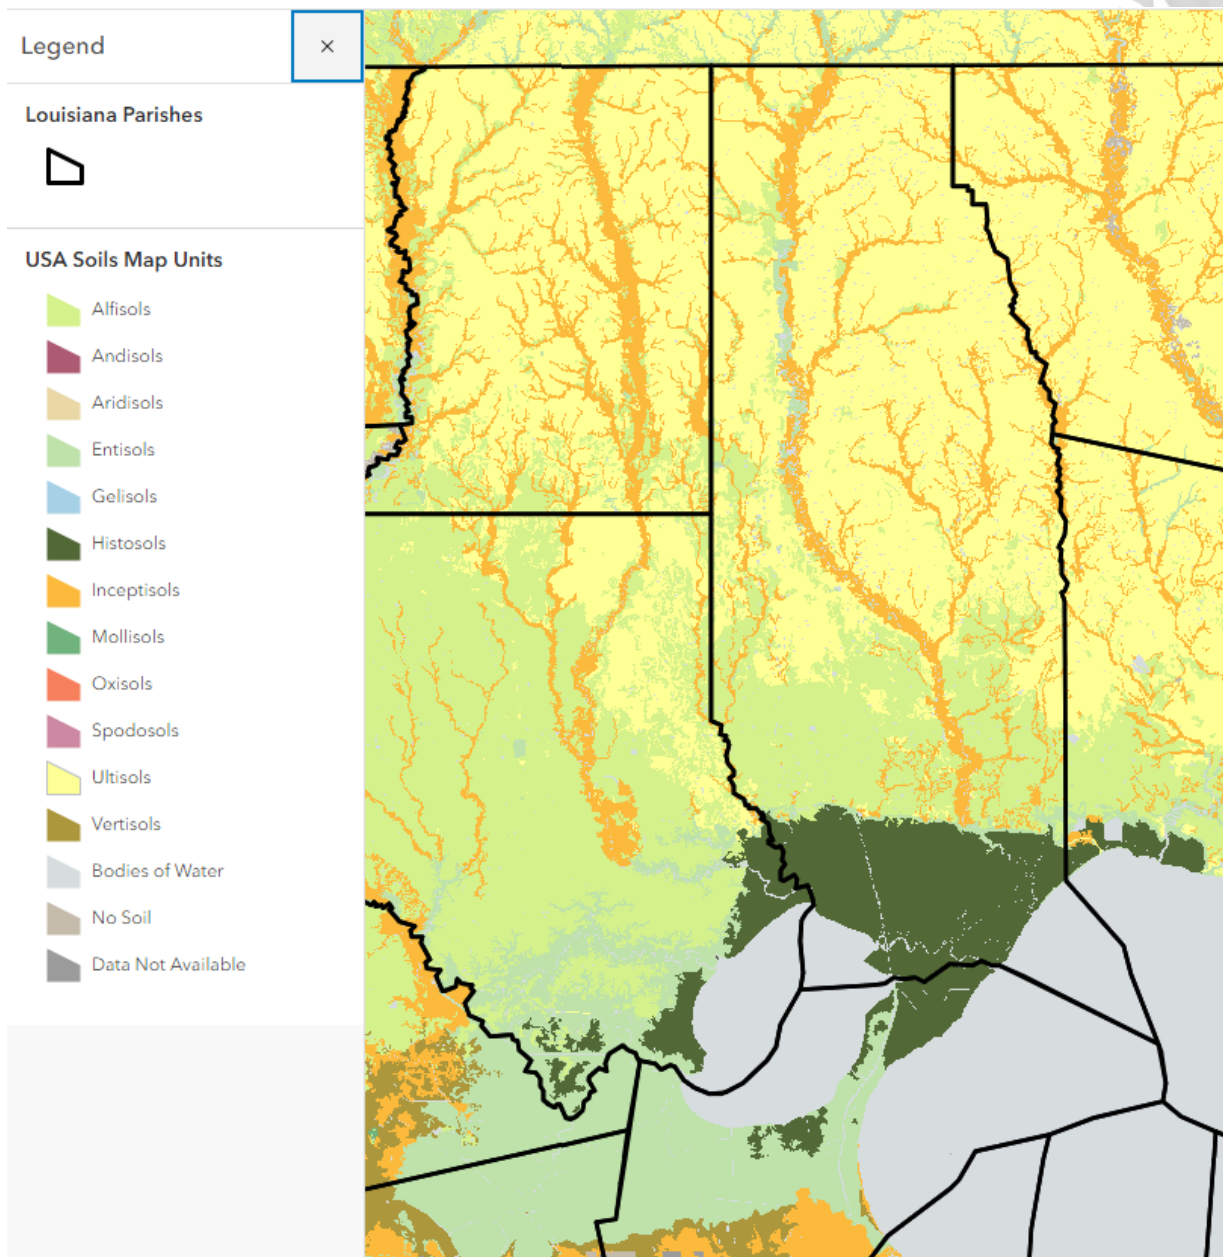 Legend
×
Louisiana Parishes
USA Soils Map Units
Alfisols
Andisols
Aridisols
Entisols
Gelisols
Histosols
Inceptisols
Mollisols
Oxisols
Spodosols
Ultisols
Vertisols
Bodies of Water
No Soil
Data Not Available